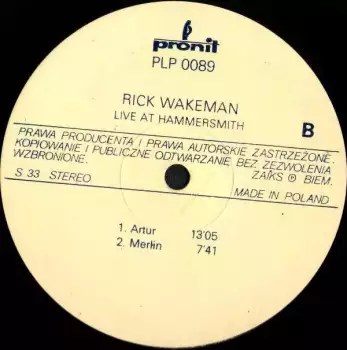 pronit
PLP 0089
RICK WAKEMAN
LIVE AT HAMMERSMITH
B
PRAWA PRODUCENTA I PRAWA AUTORSKIE ZASTRZEŻONE.
KOPIOWANIE I PUBLICZNE ODTWARZANIE BEZ ZEZWOLENIA
WZBRONIONE. ZAiKS ® BIEM.
S 33 STEREO MADE IN POLAND
1. Artur 13'05
2. Merlin 7'41